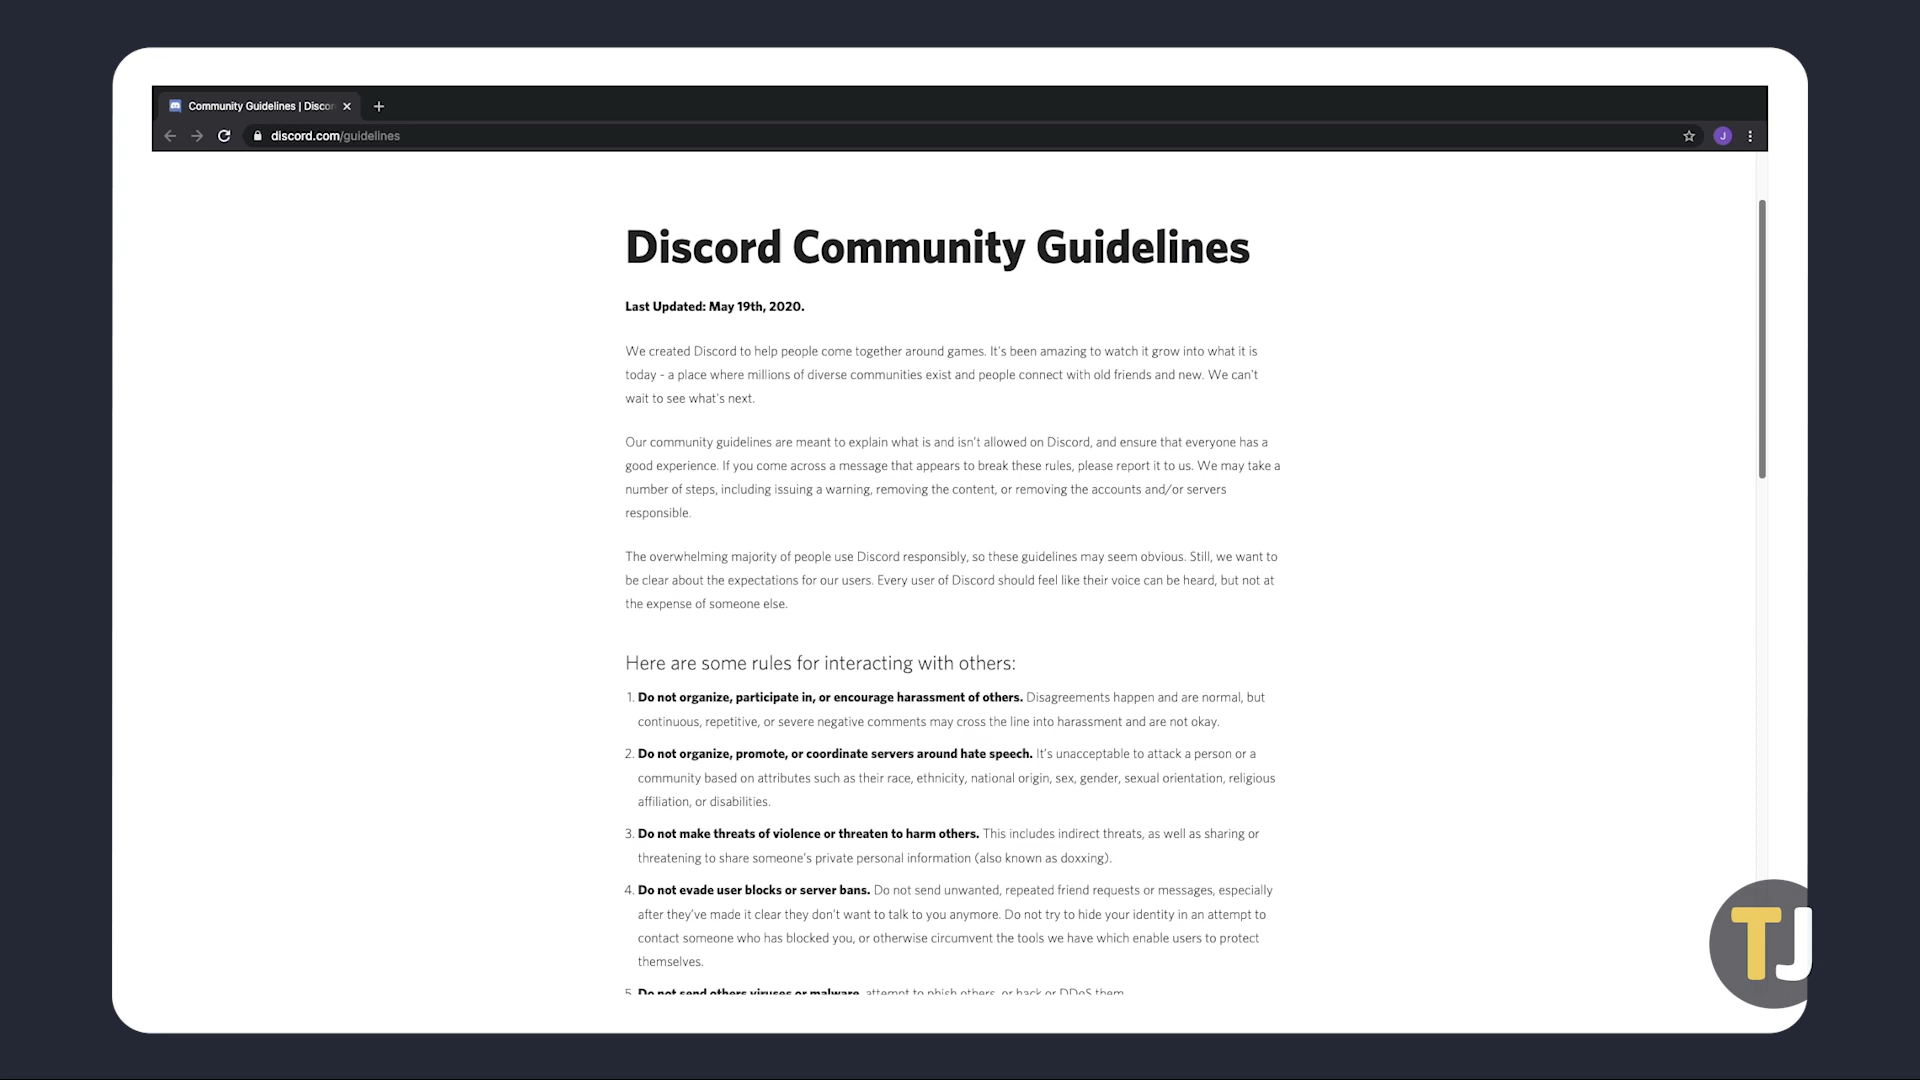 Community Guidelines | Discor
discord.com/guidelines
J
Discord Community Guidelines
Last Updated: May 19th, 2020.
We created Discord to help people come together around games. It's been amazing to watch it grow into what it is
today - a place where millions of diverse communities exist and people connect with old friends and new. We can't
wait to see what's next.
Our community guidelines are meant to explain what is and isn't allowed on Discord, and ensure that everyone has a
good experience. If you come across a message that appears to break these rules, please report it to us. We may take a
number of steps, including issuing a warning, removing the content, or removing the accounts and/or servers
responsible.
The overwhelming majority of people use Discord responsibly, so these guidelines may seem obvious. Still, we want to
be clear about the expectations for our users. Every user of Discord should feel like their voice can be heard, but not at
the expense of someone else.
Here are some rules for interacting with others:
1. Do not organize, participate in, or encourage harassment of others. Disagreements happen and are normal, but
continuous, repetitive, or severe negative comments may cross the line into harassment and are not okay.
2. Do not organize, promote, or coordinate servers around hate speech. It's unacceptable to attack a person or a
community based on attributes such as their race, ethnicity, national origin, sex, gender, sexual orientation, religious
affiliation, or disabilities.
3. Do not make threats of violence or threaten to harm others. This includes indirect threats, as well as sharing or
threatening to share someone's private personal information (also known as doxxing).
4. Do not evade user blocks or server bans. Do not send unwanted, repeated friend requests or messages, especially
after they've made it clear they don't want to talk to you anymore. Do not try to hide your identity in an attempt to
contact someone who has blocked you, or otherwise circumvent the tools we have which enable users to protect
themselves.
5. Do not send others viruses or malware, attempt to phish others, or hack or DDoS them.
TJ